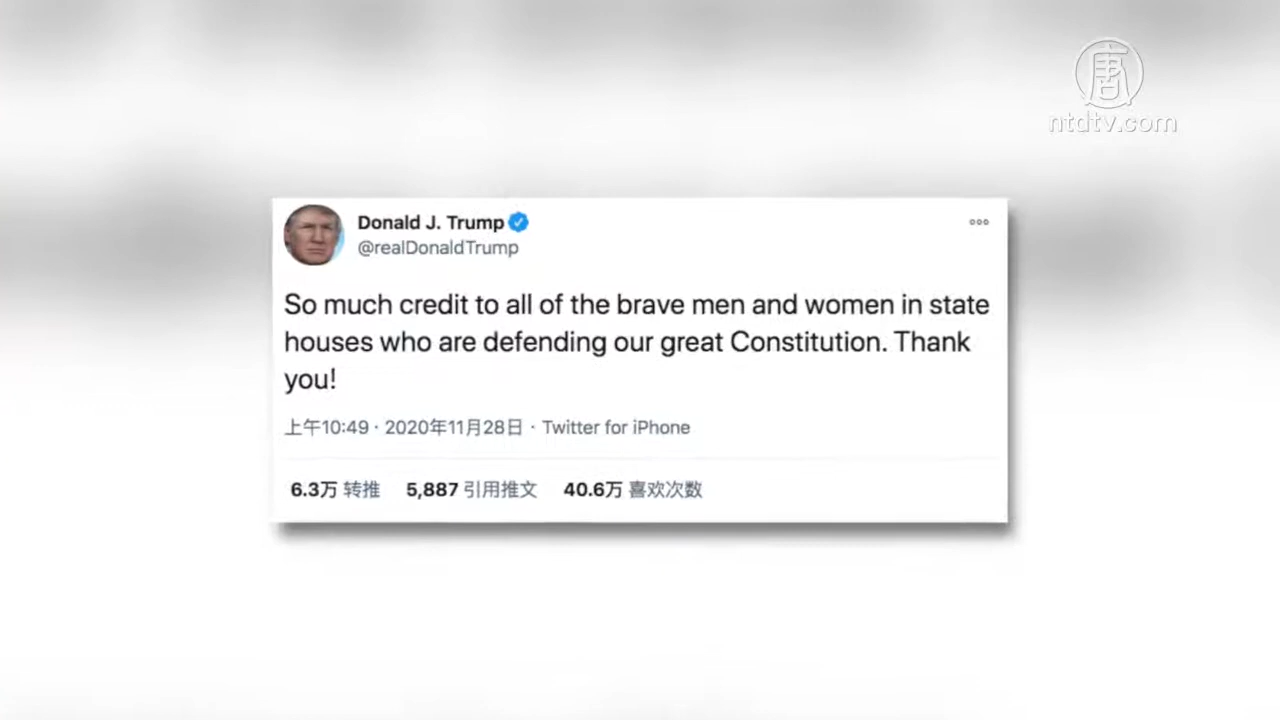 唐
ntdtv.com
Donald J. Trump
@realDonaldTrump
So much credit to all of the brave men and women in state
houses who are defending our great Constitution. Thank
you!
上午10:49 · 2020年11月28日 · Twitter for iPhone
6.3万 转推 5,887 引用推文 40.6万 喜欢次数